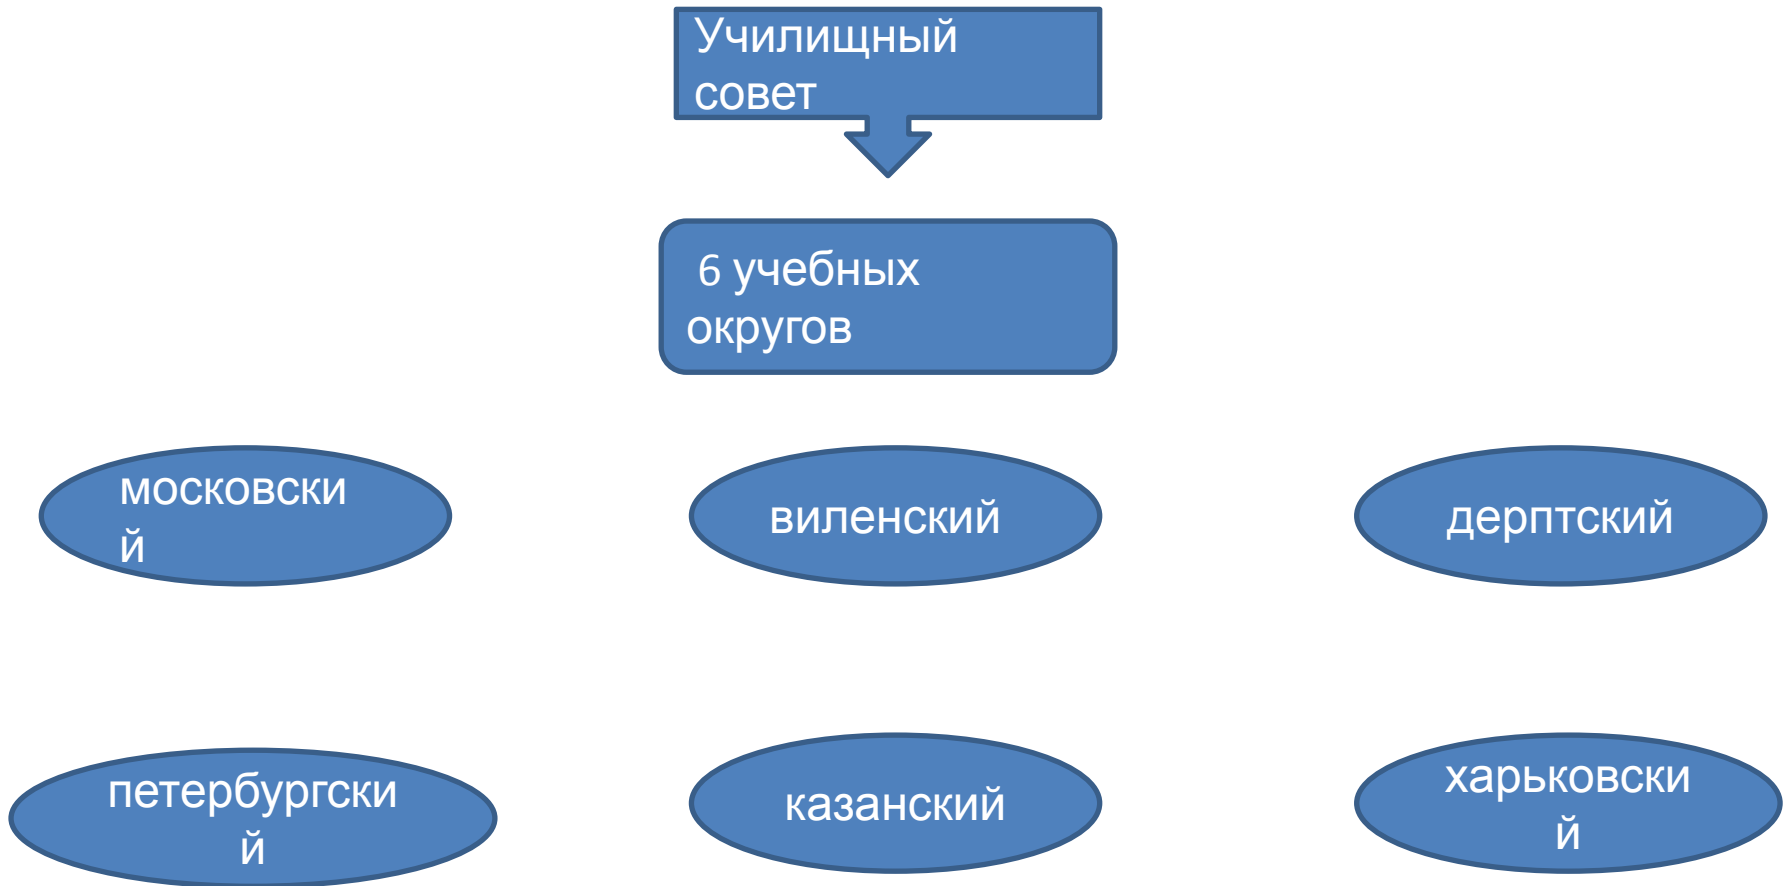 Училищный
совет
6 учебных
округов
московски
й
виленский
дерптский
петербургски
й
казанский
харьковски
й